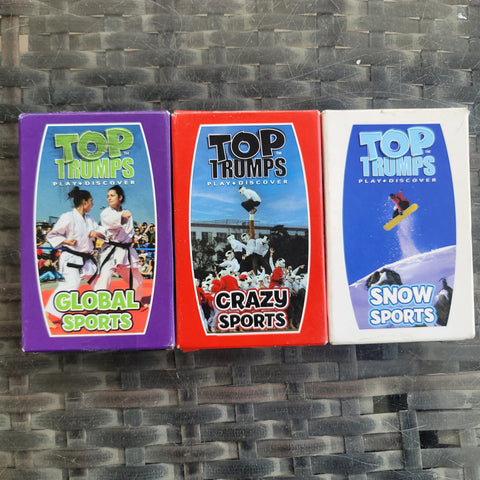 TOP
TRUMPS
PLAY+DISCOVER
GLOBAL
SPORTS
TOP
TRUMPS
PLAY+DISCOVER
CRAZY
SPORTS
TOP
TRUMPS
PLAY+DISCOVER
SNOW
SPORTS